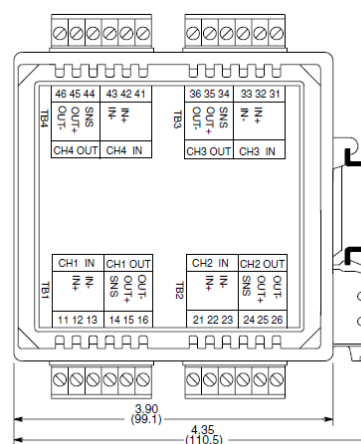 46 45 44 43 42 41
36 35 34 33 32 31
TB4
OUT-
OUT+
SNS
IN-
IN+
TB3
OUT-
OUT+
SNS
IN-
IN+
CH4 OUT CH4 IN
CH3 OUT CH3 IN
CH1 IN CH1 OUT
CH2 IN CH2 OUT
TB1
IN+
IN-
SNS
OUT+
OUT-
TB2
IN+
IN-
SNS
OUT+
OUT-
11 12 13 14 15 16
21 22 23 24 25 26
3.90
(99.1)
4.35
(110.5)